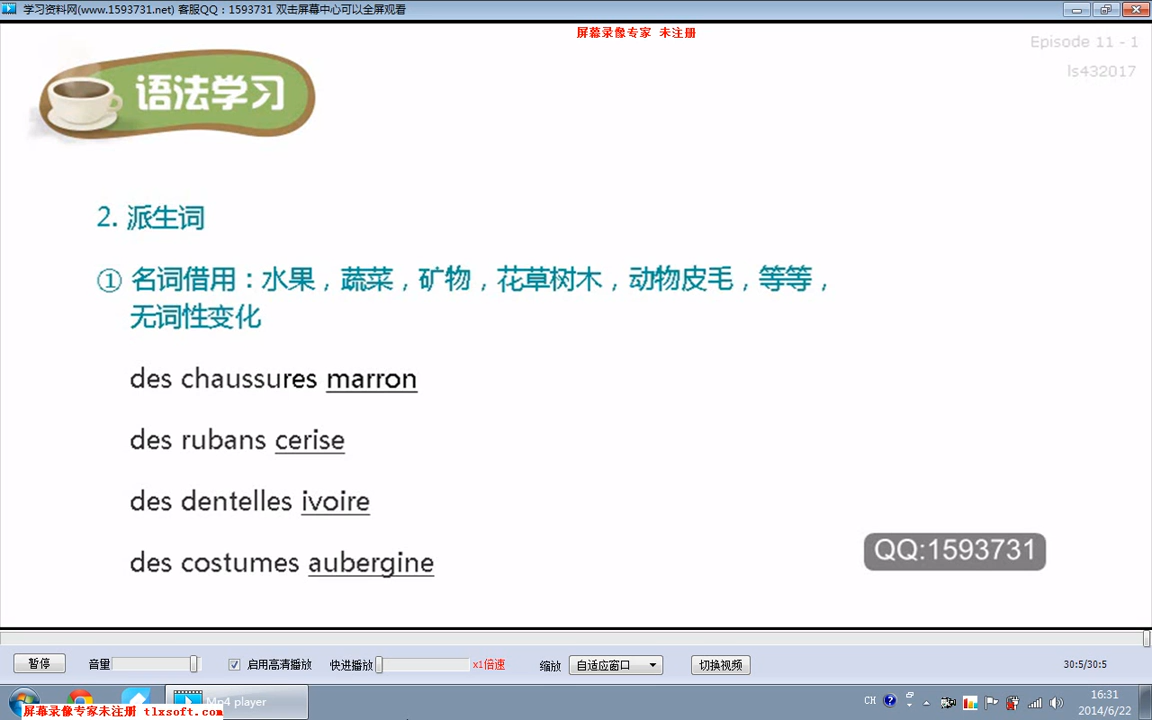 学习资料网(www.1593731.net) 客服QQ：1593731 双击屏幕中心可以全屏观看
屏幕录像专家 未注册
Episode 11 - 1
ls432017
语法学习
2. 派生词
① 名词借用：水果，蔬菜，矿物，花草树木，动物皮毛，等等，
无词性变化
des chaussures marron
des rubans cerise
des dentelles ivoire
des costumes aubergine
QQ:1593731
暂停 音量 启用高清播放 快进播放 x1倍速 缩放 自适应窗口 切换视频 30:5/30:5
Mp4 player CH 16:31
屏幕录像专家未注册 tlxsoft.com 2014/6/22